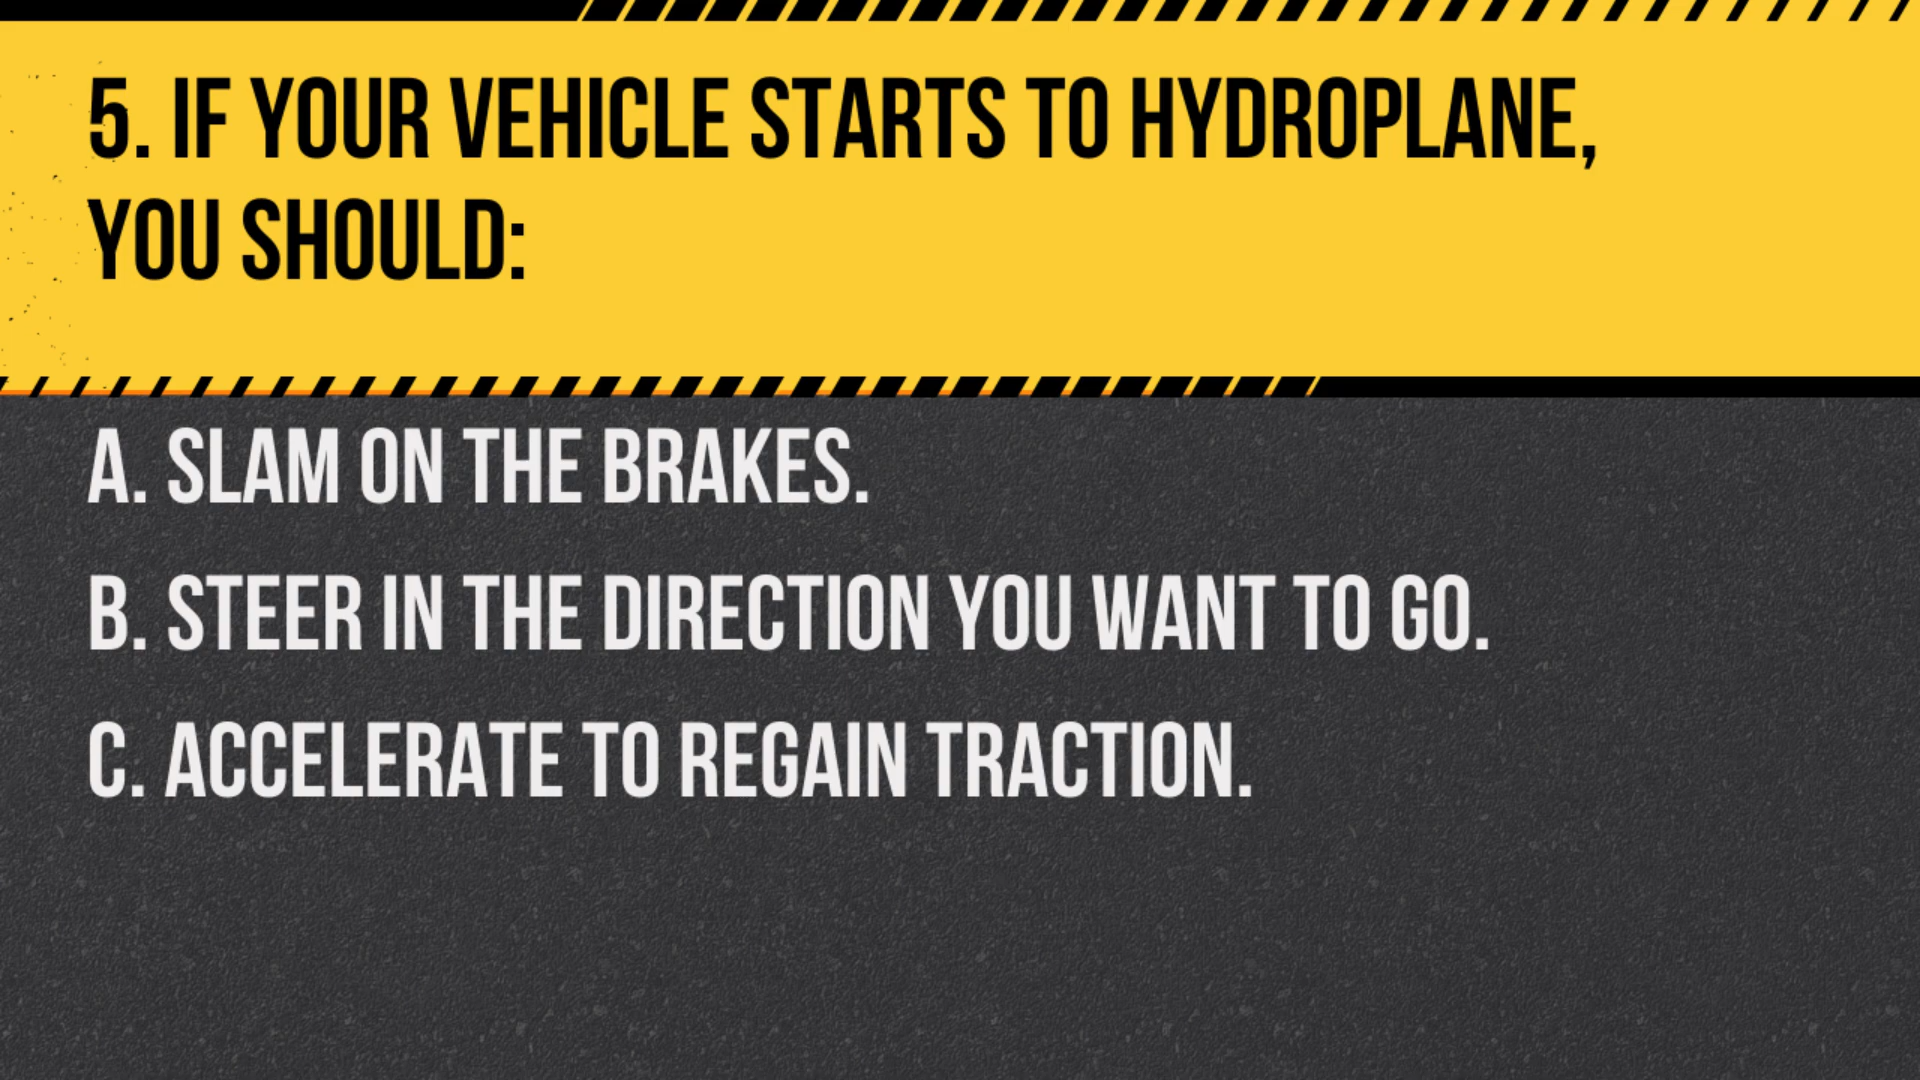 5. IF YOUR VEHICLE STARTS TO HYDROPLANE,
YOU SHOULD:
A. SLAM ON THE BRAKES.
B. STEER IN THE DIRECTION YOU WANT TO GO.
C. ACCELERATE TO REGAIN TRACTION.